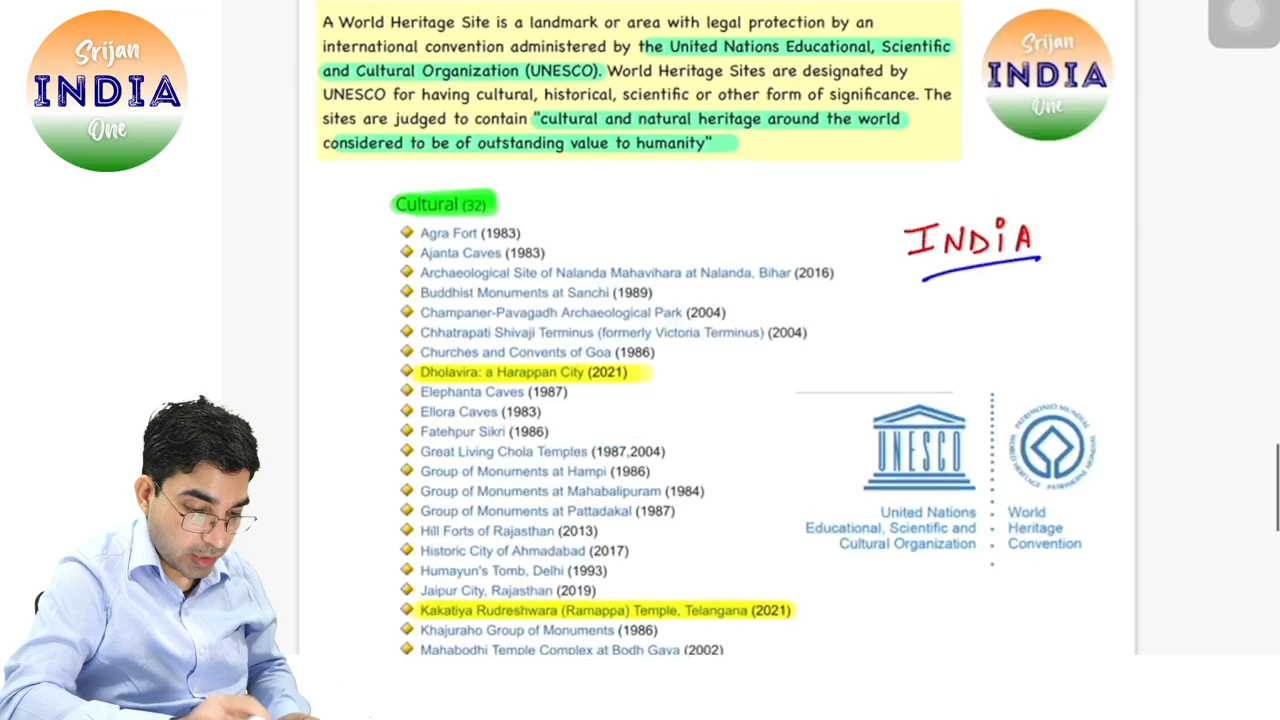 Srijan
INDIA
One
A World Heritage Site is a landmark or area with legal protection by an
international convention administered by the United Nations Educational, Scientific
and Cultural Organization (UNESCO). World Heritage Sites are designated by
UNESCO for having cultural, historical, scientific or other form of significance. The
sites are judged to contain "cultural and natural heritage around the world
considered to be of outstanding value to humanity"
Srijan
INDIA
One
Cultural (32)
INDIA
Agra Fort (1983)
Ajanta Caves (1983)
Archaeological Site of Nalanda Mahavihara at Nalanda, Bihar (2016)
Buddhist Monuments at Sanchi (1989)
Champaner-Pavagadh Archaeological Park (2004)
Chhatrapati Shivaji Terminus (formerly Victoria Terminus) (2004)
Churches and Convents of Goa (1986)
Dholavira: a Harappan City (2021)
Elephanta Caves (1987)
Ellora Caves (1983)
Fatehpur Sikri (1986)
Great Living Chola Temples (1987,2004)
Group of Monuments at Hampi (1986)
Group of Monuments at Mahabalipuram (1984)
Group of Monuments at Pattadakal (1987)
Hill Forts of Rajasthan (2013)
Historic City of Ahmadabad (2017)
Humayun's Tomb, Delhi (1993)
Jaipur City, Rajasthan (2019)
Kakatiya Rudreshwara (Ramappa) Temple, Telangana (2021)
Khajuraho Group of Monuments (1986)
Mahabodhi Temple Complex at Bodh Gaya (2002)
UNESCO
United Nations
Educational, Scientific and
Cultural Organization
WORLD HERITAGE
PATRIMOINE MONDIAL
PATRIMONIO MUNDIAL
World
Heritage
Convention